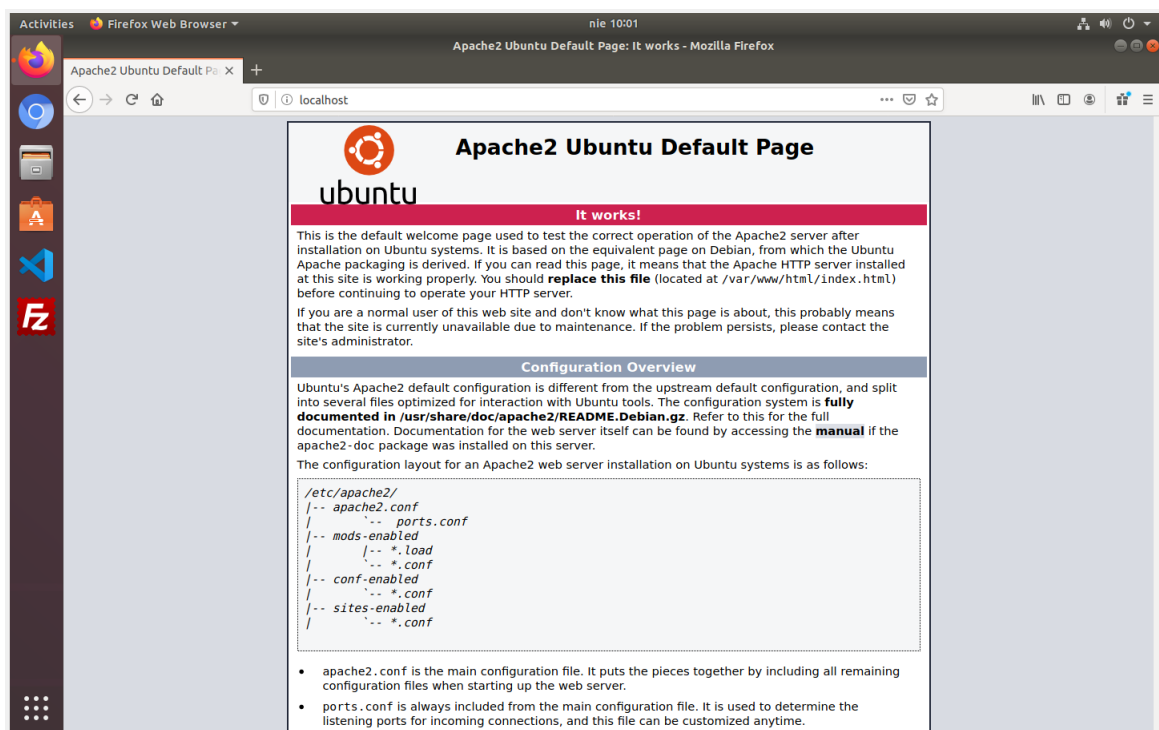 Activities Firefox Web Browser nie 10:01
Apache2 Ubuntu Default Page: It works - Mozilla Firefox
Apache2 Ubuntu Default Pa
localhost
Apache2 Ubuntu Default Page
ubuntu
It works!
This is the default welcome page used to test the correct operation of the Apache2 server after
installation on Ubuntu systems. It is based on the equivalent page on Debian, from which the Ubuntu
Apache packaging is derived. If you can read this page, it means that the Apache HTTP server installed
at this site is working properly. You should replace this file (located at /var/www/html/index.html)
before continuing to operate your HTTP server.
If you are a normal user of this web site and don't know what this page is about, this probably means
that the site is currently unavailable due to maintenance. If the problem persists, please contact the
site's administrator.
Configuration Overview
Ubuntu's Apache2 default configuration is different from the upstream default configuration, and split
into several files optimized for interaction with Ubuntu tools. The configuration system is fully
documented in /usr/share/doc/apache2/README.Debian.gz. Refer to this for the full
documentation. Documentation for the web server itself can be found by accessing the manual if the
apache2-doc package was installed on this server.
The configuration layout for an Apache2 web server installation on Ubuntu systems is as follows:
/etc/apache2/
|-- apache2.conf
|       `--  ports.conf
|-- mods-enabled
|       |-- *.load
|       `-- *.conf
|-- conf-enabled
|       `-- *.conf
|-- sites-enabled
|       `-- *.conf
• apache2.conf is the main configuration file. It puts the pieces together by including all remaining
configuration files when starting up the web server.
• ports.conf is always included from the main configuration file. It is used to determine the
listening ports for incoming connections, and this file can be customized anytime.
A
Fz